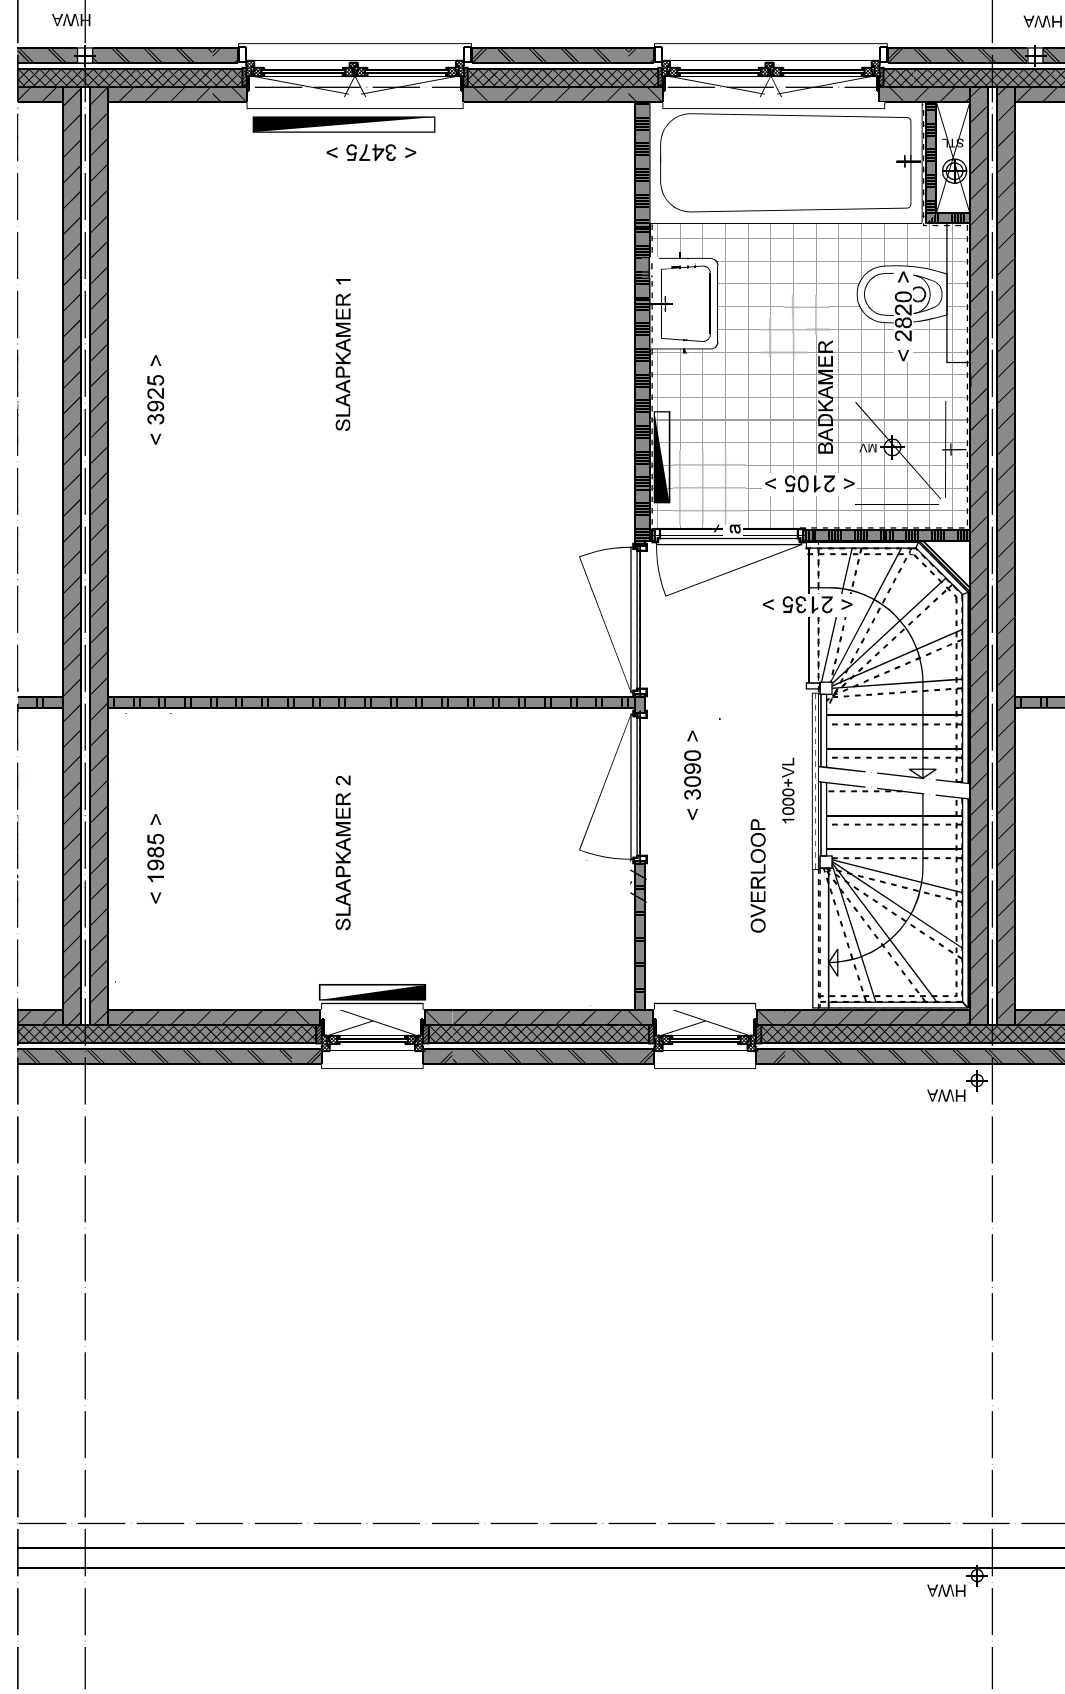 HWA
HWA
< 3475 >
STL
SLAAPKAMER 1
< 2820 >
< 3925 >
BADKAMER
MV
< 2105 >
a
< 2135 >
< 3090 >
1000+VL
SLAAPKAMER 2
< 1985 >
OVERLOOP
HWA
HWA